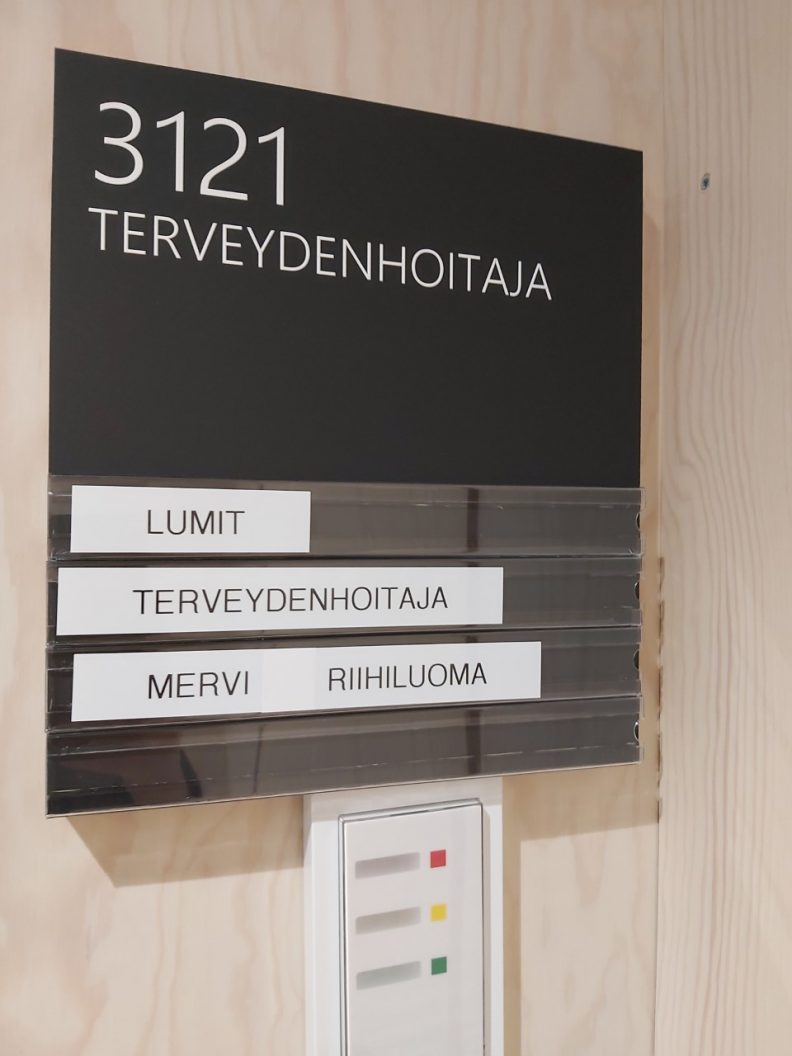 3121
TERVEYDENHOITAJA
LUMIT
TERVEYDENHOITAJA
MERVI RIIHILUOMA